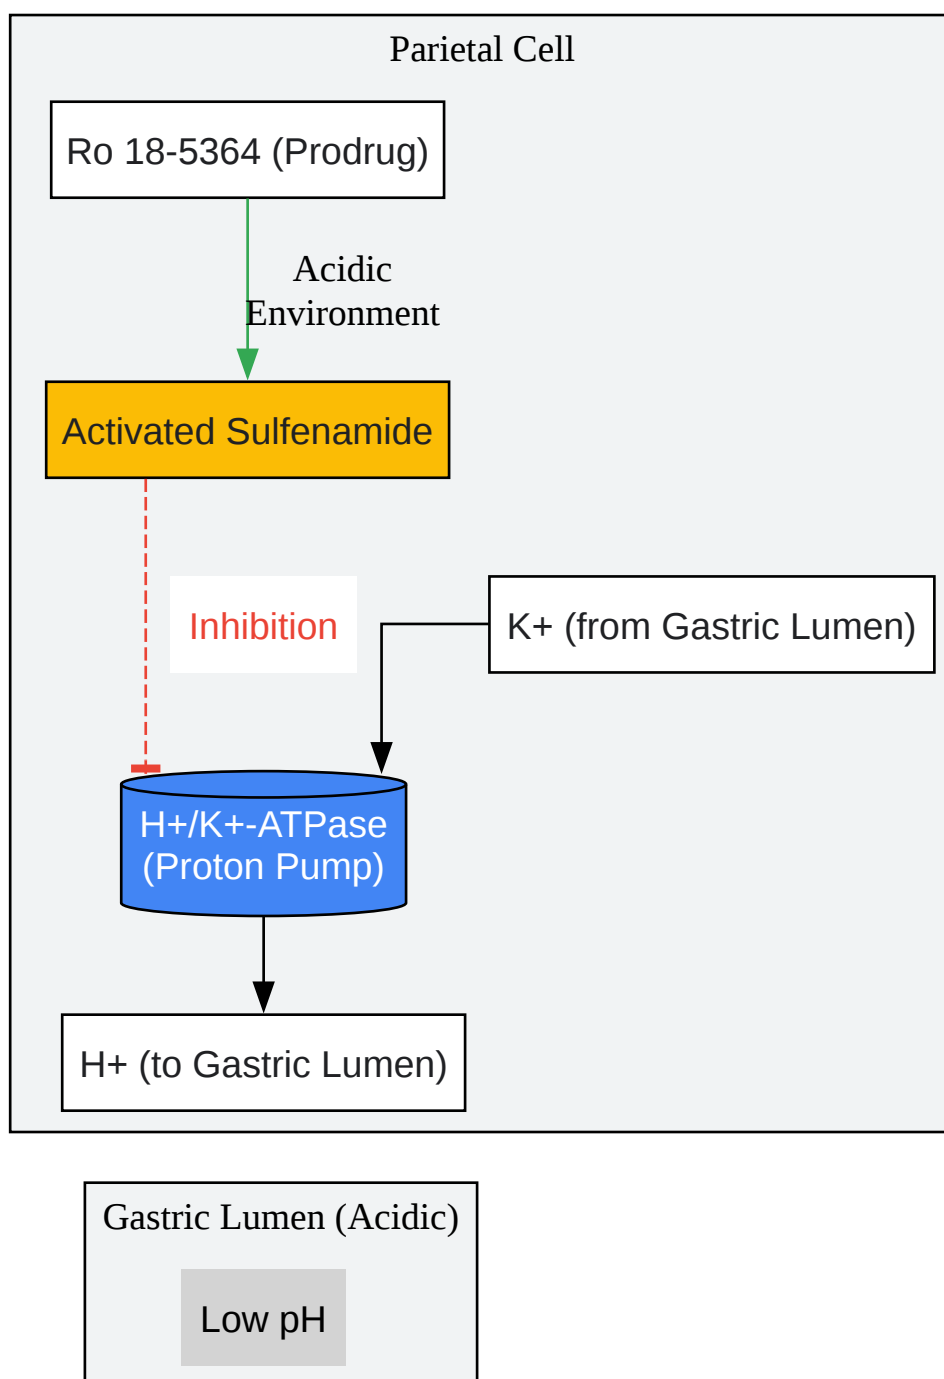 Parietal Cell
Ro 18-5364 (Prodrug)
Acidic
Environment
Activated Sulfenamide
Inhibition
K+ (from Gastric Lumen)
H+/K+-ATPase
(Proton Pump)
H+ (to Gastric Lumen)
Gastric Lumen (Acidic)
Low pH